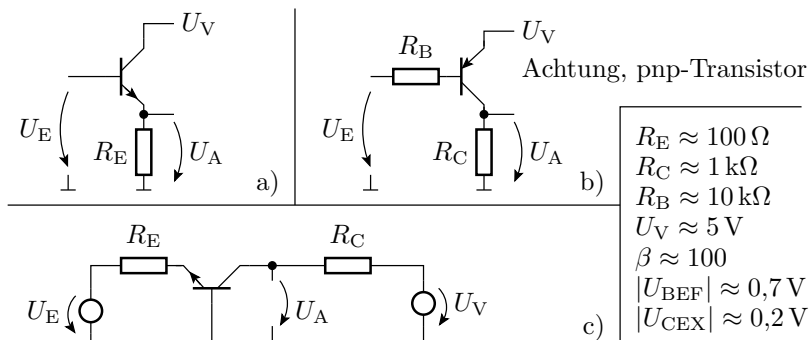 U_V
U_E
R_E
U_A
a)
R_B
U_V
Achtung, pnp-Transistor
U_E
R_C
U_A
b)
R_E
R_C
U_E
U_A
U_V
c)
R_E ≈ 100 Ω
R_C ≈ 1 kΩ
R_B ≈ 10 kΩ
U_V ≈ 5 V
β ≈ 100
|U_BEF| ≈ 0,7 V
|U_CEX| ≈ 0,2 V